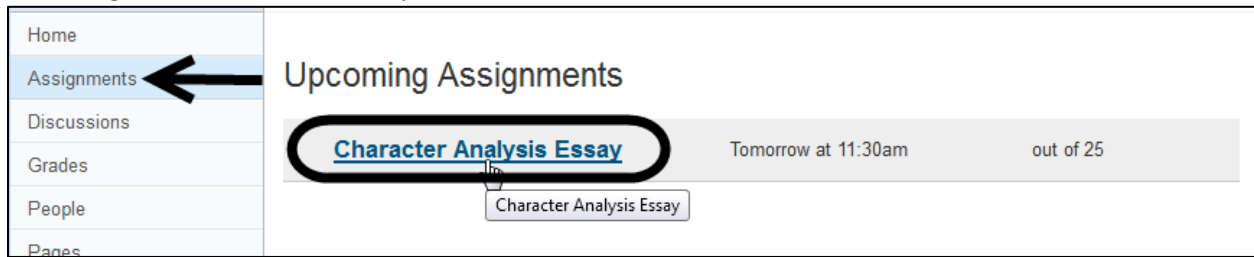 Home
Assignments
Discussions
Grades
People
Pages
Upcoming Assignments
Character Analysis Essay Tomorrow at 11:30am out of 25
Character Analysis Essay